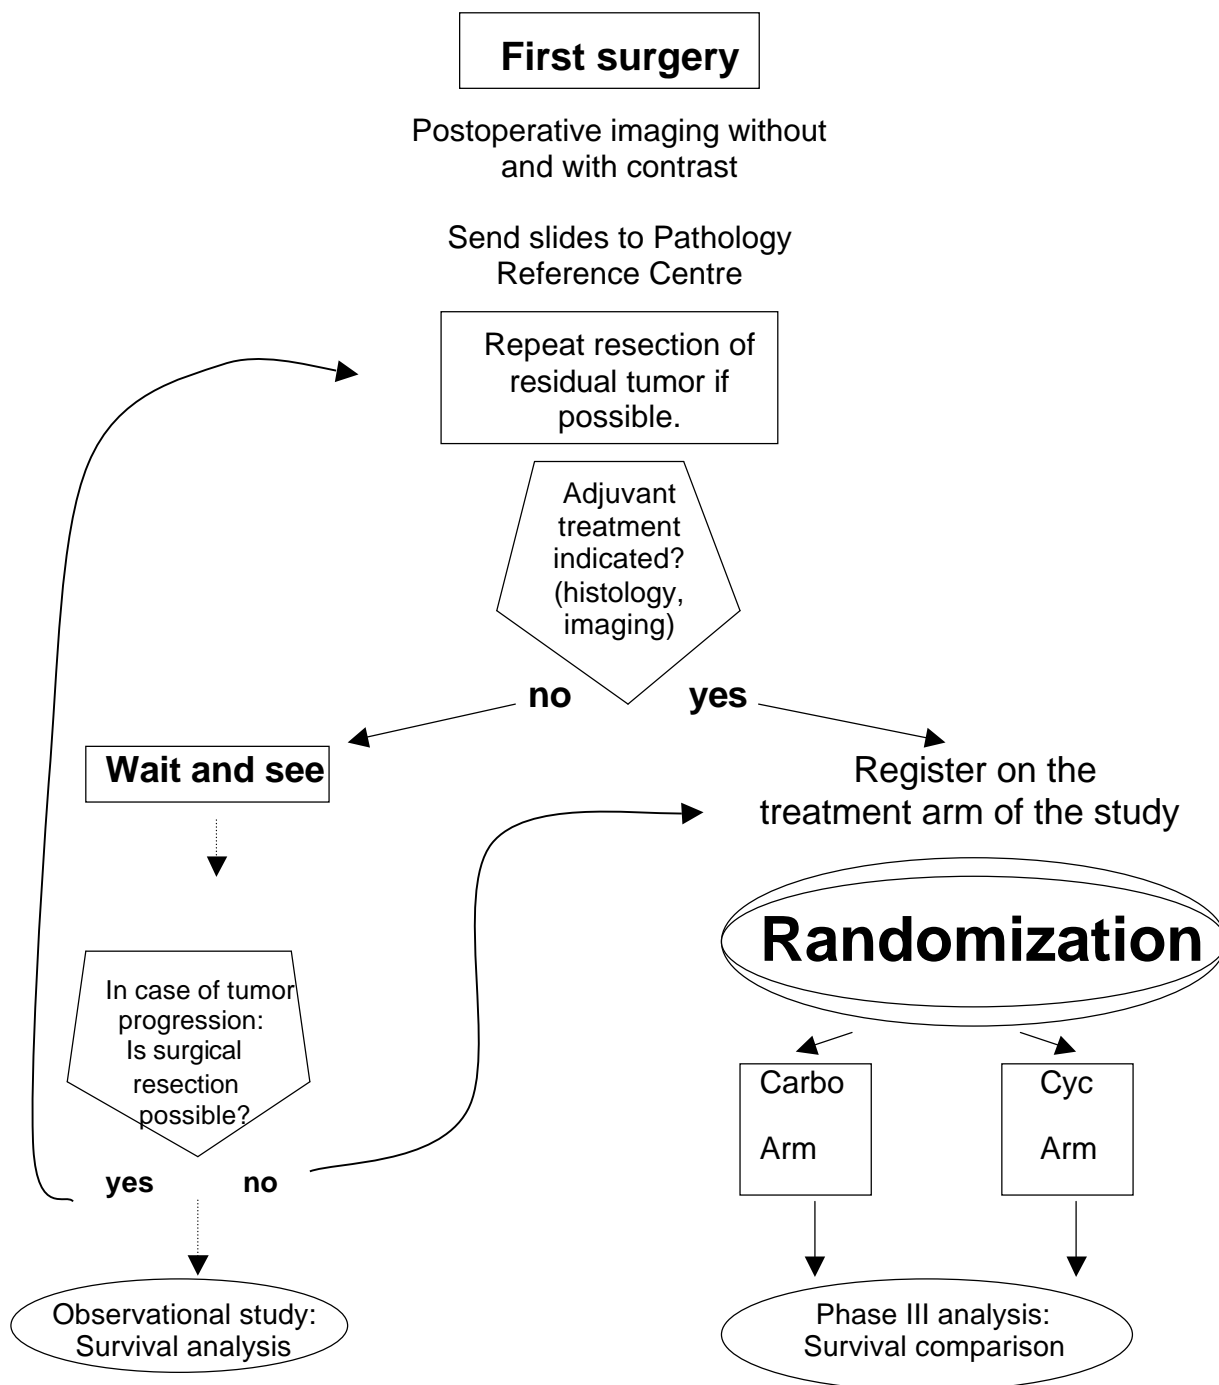 First surgery
Postoperative imaging without
and with contrast
Send slides to Pathology
Reference Centre
Repeat resection of
residual tumor if
possible.
Adjuvant
treatment
indicated?
(histology,
imaging)
no
yes
Wait and see
Register on the
treatment arm of the study
Randomization
In case of tumor
progression:
Is surgical
resection
possible?
yes
no
Carbo
Arm
Cyc
Arm
Observational study:
Survival analysis
Phase III analysis:
Survival comparison